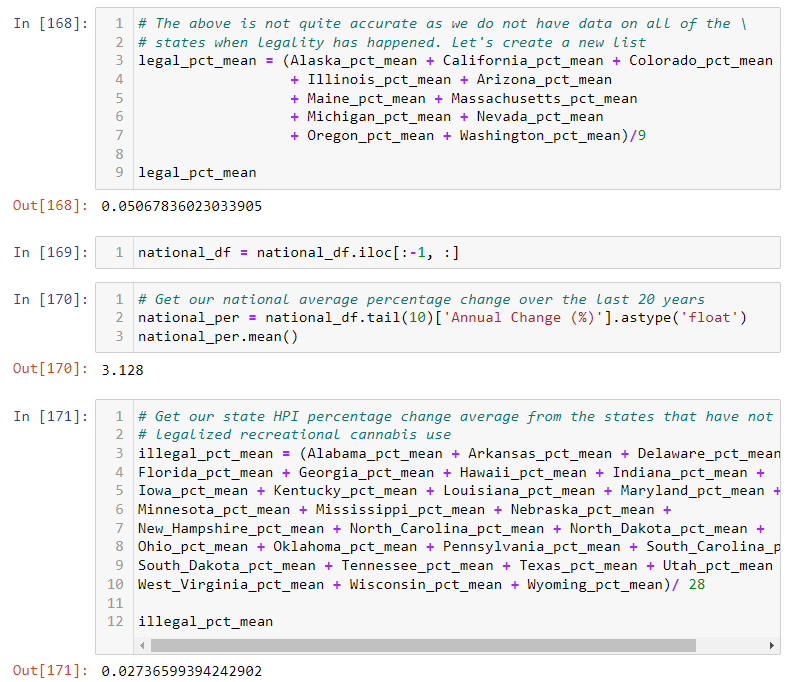 In [168]:
1 # The above is not quite accurate as we do not have data on all of the \
2 # states when legality has happened. Let's create a new list
3 legal_pct_mean = (Alaska_pct_mean + California_pct_mean + Colorado_pct_mean
4 + Illinois_pct_mean + Arizona_pct_mean
5 + Maine_pct_mean + Massachusetts_pct_mean
6 + Michigan_pct_mean + Nevada_pct_mean
7 + Oregon_pct_mean + Washington_pct_mean)/9
8
9 legal_pct_mean
Out[168]: 0.05067836023033905
In [169]: 1 national_df = national_df.iloc[:-1, :]
In [170]:
1 # Get our national average percentage change over the last 20 years
2 national_per = national_df.tail(10)['Annual Change (%)'].astype('float')
3 national_per.mean()
Out[170]: 3.128
In [171]:
1 # Get our state HPI percentage change average from the states that have not
2 # legalized recreational cannabis use
3 illegal_pct_mean = (Alabama_pct_mean + Arkansas_pct_mean + Delaware_pct_mean
4 Florida_pct_mean + Georgia_pct_mean + Hawaii_pct_mean + Indiana_pct_mean +
5 Iowa_pct_mean + Kentucky_pct_mean + Louisiana_pct_mean + Maryland_pct_mean +
6 Minnesota_pct_mean + Mississippi_pct_mean + Nebraska_pct_mean +
7 New_Hampshire_pct_mean + North_Carolina_pct_mean + North_Dakota_pct_mean +
8 Ohio_pct_mean + Oklahoma_pct_mean + Pennsylvania_pct_mean + South_Carolina_p
9 South_Dakota_pct_mean + Tennessee_pct_mean + Texas_pct_mean + Utah_pct_mean
10 West_Virginia_pct_mean + Wisconsin_pct_mean + Wyoming_pct_mean)/ 28
11
12 illegal_pct_mean
Out[171]: 0.02736599394242902